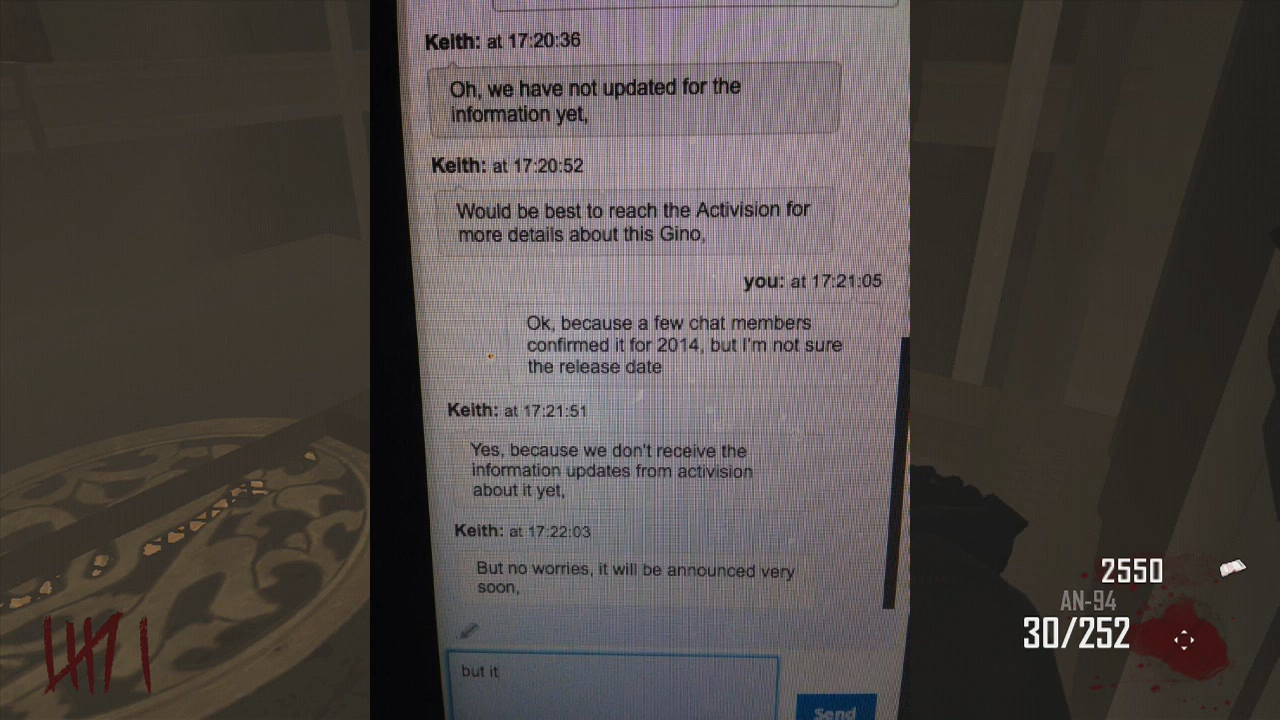 Keith: at 17:20:36
Oh, we have not updated for the
information yet,
Keith: at 17:20:52
Would be best to reach the Activision for
more details about this Gino,
you: at 17:21:05
Ok, because a few chat members
confirmed it for 2014, but I'm not sure
the release date
Keith: at 17:21:51
Yes, because we don't receive the
information updates from activision
about it yet,
Keith: at 17:22:03
But no worries, it will be announced very
soon,
but it
Send
2550
AN-94
30/252